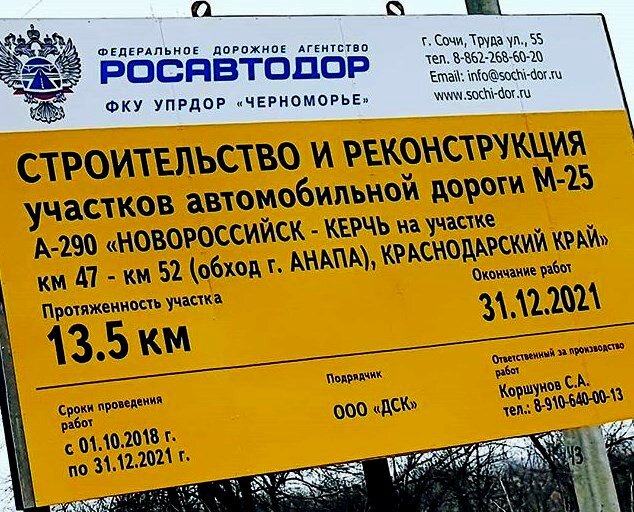 ФЕДЕРАЛЬНОЕ ДОРОЖНОЕ АГЕНТСТВО
РОСАВТОДОР
ФКУ УПРДОР «ЧЕРНОМОРЬЕ»
г. Сочи, Труда ул., 55
тел. 8-862-268-60-20
Email: info@sochi-dor.ru
www.sochi-dor.ru
СТРОИТЕЛЬСТВО И РЕКОНСТРУКЦИЯ
участков автомобильной дороги М-25
А-290 «НОВОРОССИЙСК - КЕРЧЬ на участке
км 47 - км 52 (обход г. АНАПА), КРАСНОДАРСКИЙ КРАЙ»
Протяженность участка
13.5 км
Окончание работ
31.12.2021
Сроки проведения
работ
с 01.10.2018 г.
по 31.12.2021 г.
Подрядчик
ООО «ДСК»
Ответственный за производство
работ
Коршунов С.А.
тел.: 8-910-640-00-13
43